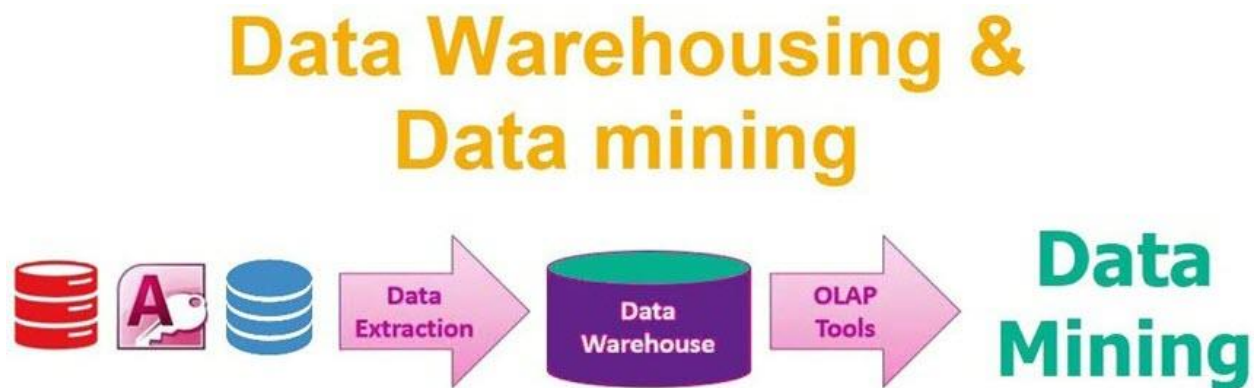 Data Warehousing &
Data mining
A
Data
Extraction
Data
Warehouse
OLAP
Tools
Data
Mining